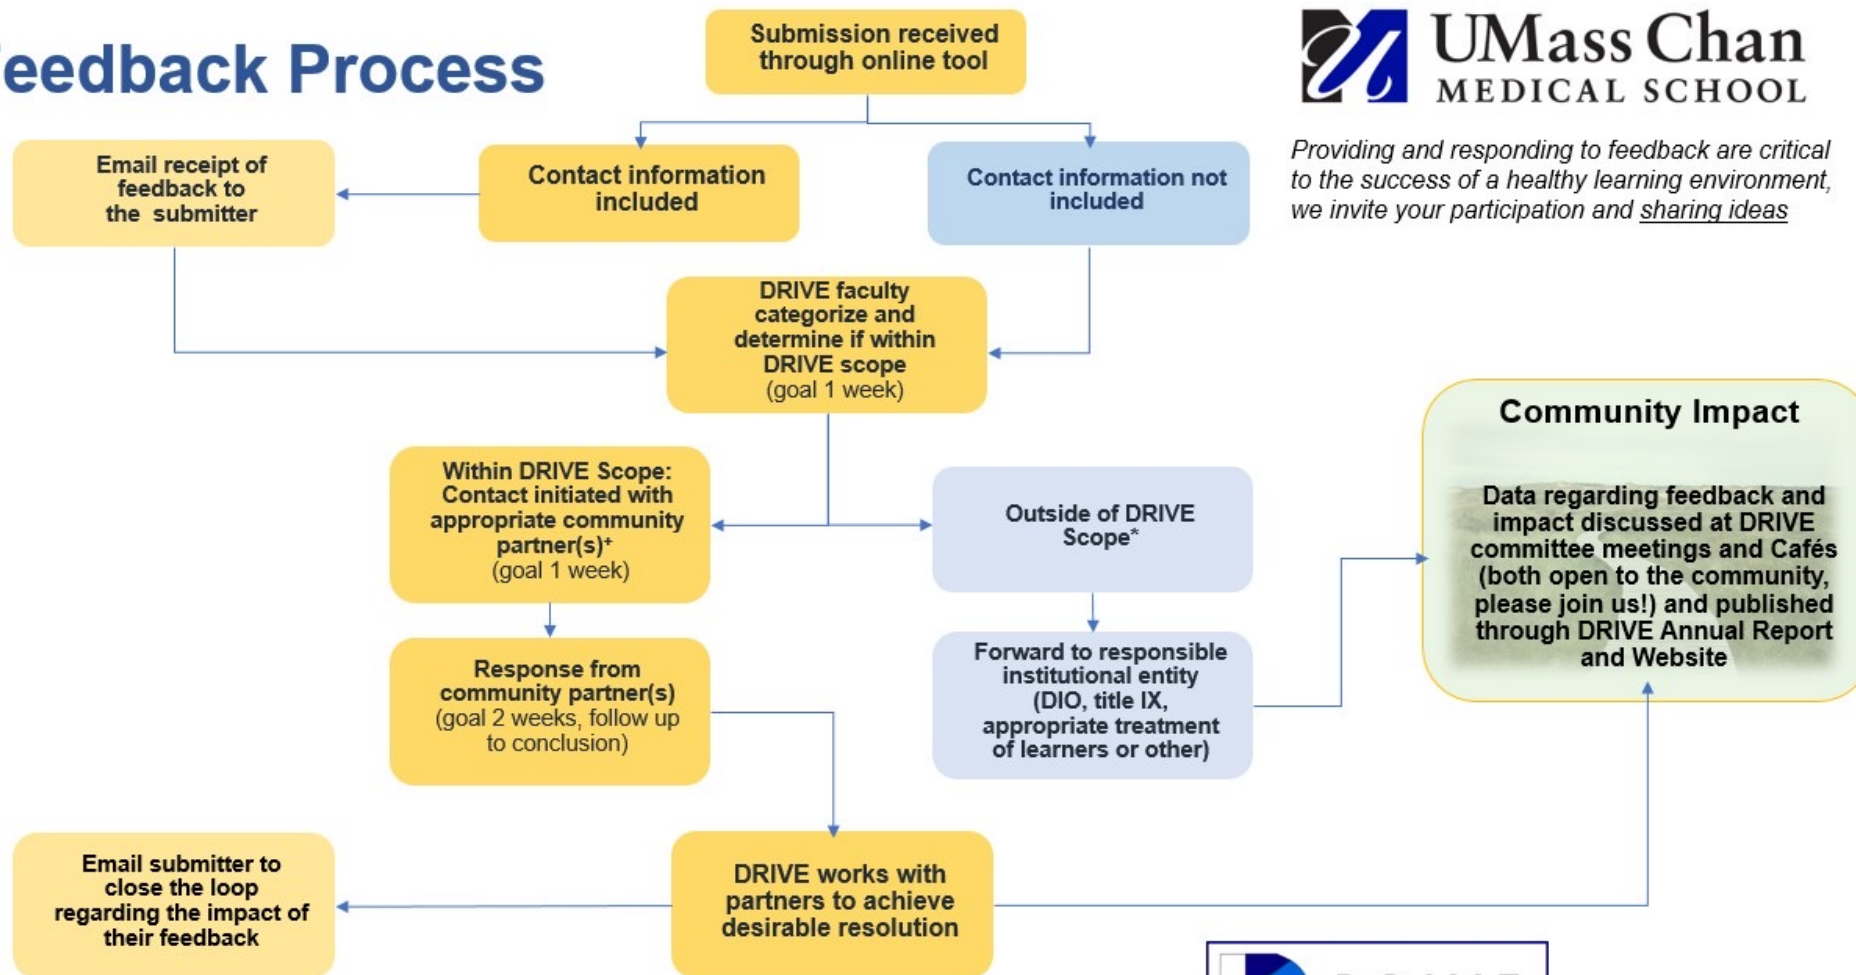 eedback Process
Submission received
through online tool
UMass Chan
MEDICAL SCHOOL
Providing and responding to feedback are critical
to the success of a healthy learning environment,
we invite your participation and sharing ideas
Email receipt of
feedback to
the submitter
Contact information
included
Contact information not
included
DRIVE faculty
categorize and
determine if within
DRIVE scope
(goal 1 week)
Within DRIVE Scope:
Contact initiated with
appropriate community
partner(s)+
(goal 1 week)
Outside of DRIVE
Scope*
Response from
community partner(s)
(goal 2 weeks, follow up
to conclusion)
Forward to responsible
institutional entity
(DIO, title IX,
appropriate treatment
of learners or other)
Community Impact
Data regarding feedback and
impact discussed at DRIVE
committee meetings and Cafés
(both open to the community,
please join us!) and published
through DRIVE Annual Report
and Website
Email submitter to
close the loop
regarding the impact of
their feedback
DRIVE works with
partners to achieve
desirable resolution